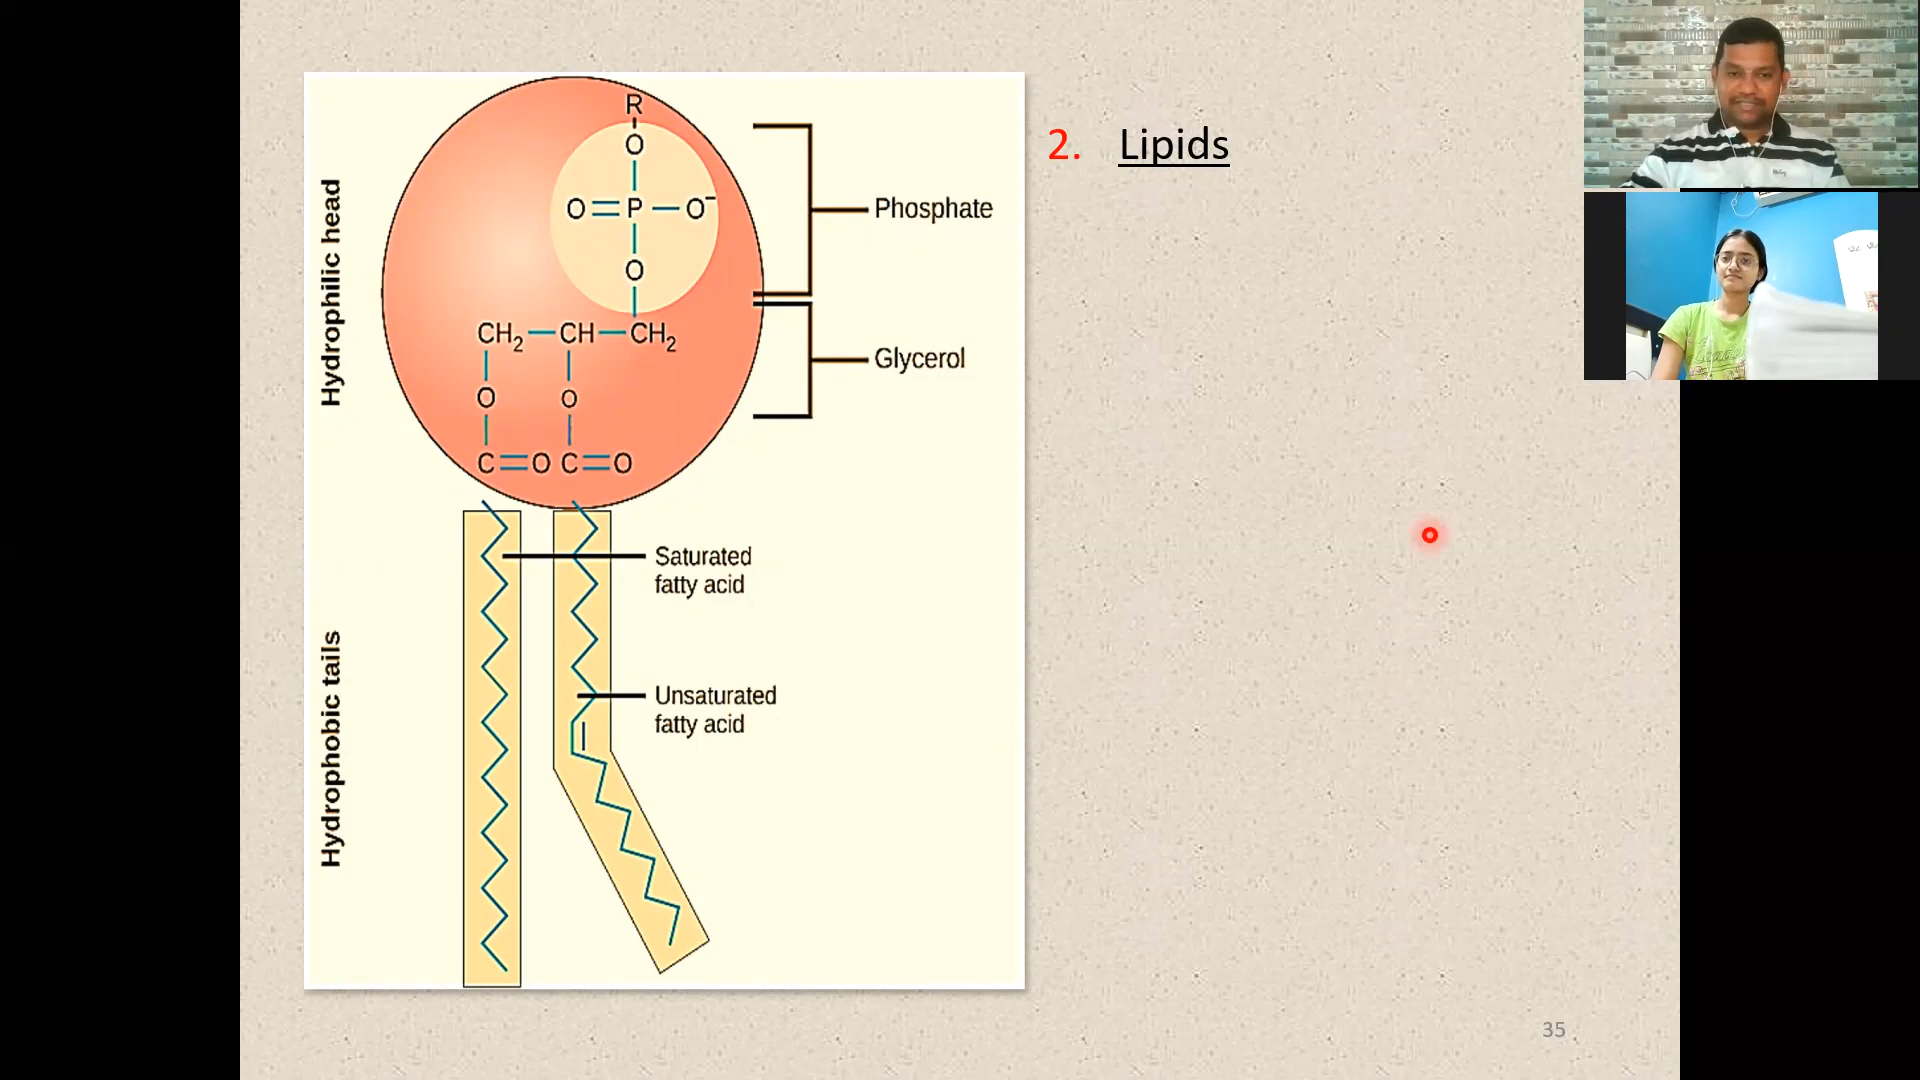 2. Lipids
Hydrophilic head
R
O
O = P — O⁻
O
CH₂ — CH — CH₂
O O
C = O C = O
Phosphate
Glycerol
Hydrophobic tails
Saturated
fatty acid
Unsaturated
fatty acid
35